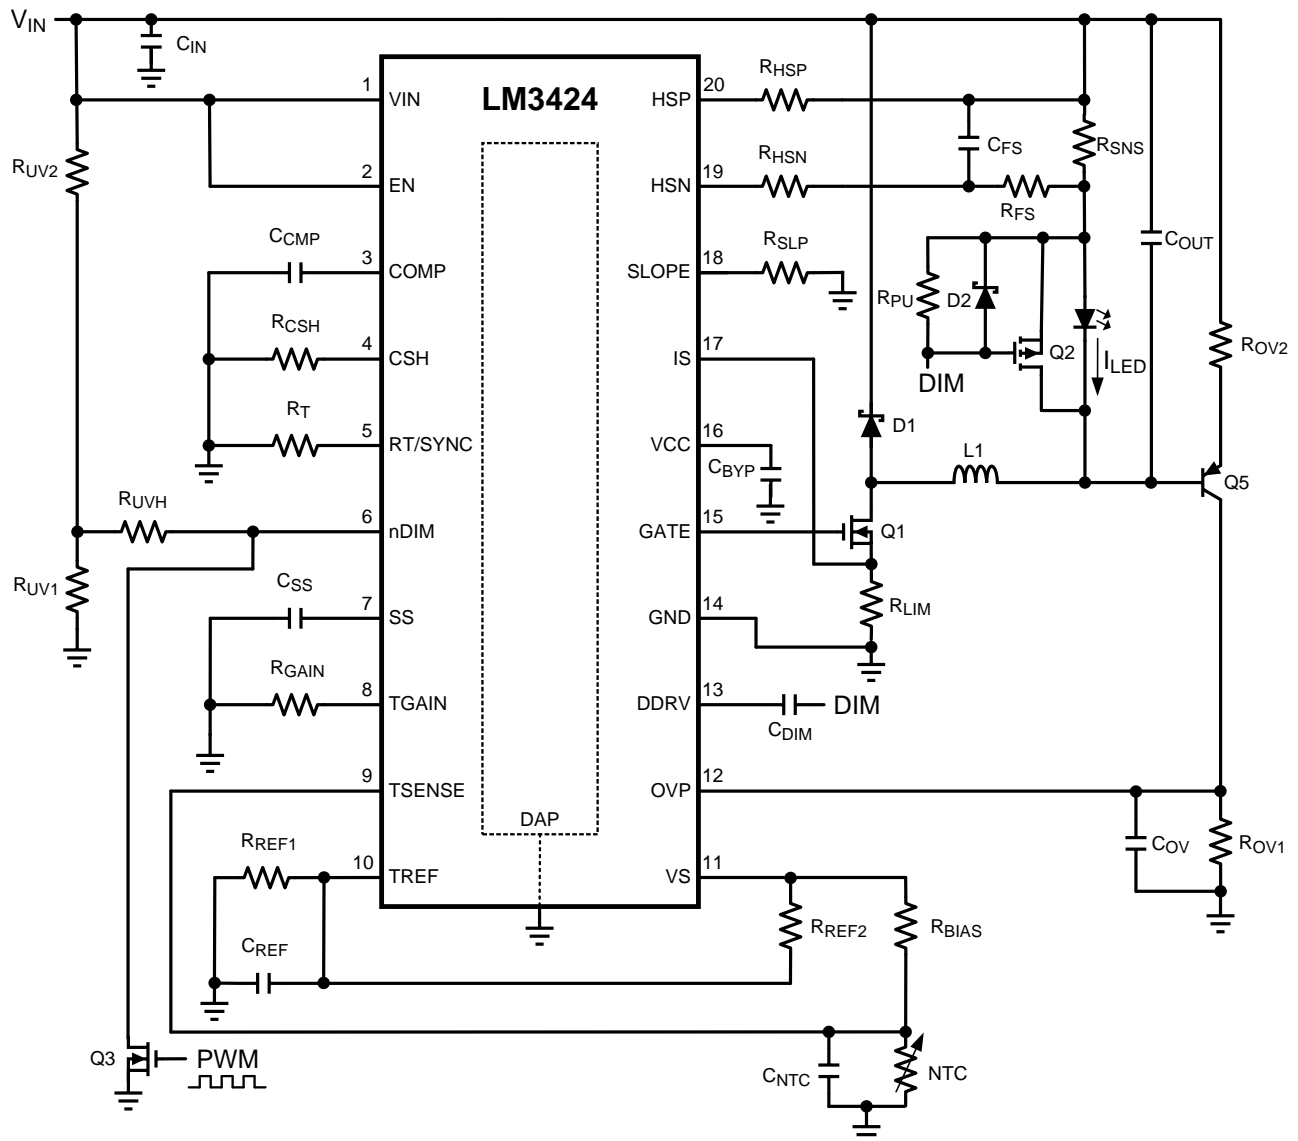 VIN
CIN
LM3424
1
VIN
20
HSP
RHSP
RUV2
2
EN
19
HSN
RHSN
CFS
RSNS
RFS
CCMP
3
COMP
18
SLOPE
RSLP
COUT
RPU
D2
Q2
DIM
ILED
ROV2
RCSH
4
CSH
17
IS
RT
5
RT/SYNC
16
VCC
CBYP
D1
L1
Q5
RUVH
6
nDIM
15
GATE
Q1
RUV1
CSS
7
SS
14
GND
RLIM
RGAIN
8
TGAIN
13
DDRV
CDIM
DIM
9
TSENSE
12
OVP
DAP
COV
ROV1
RREF1
10
TREF
11
VS
RREF2
RBIAS
CREF
Q3
PWM
CNTC
NTC